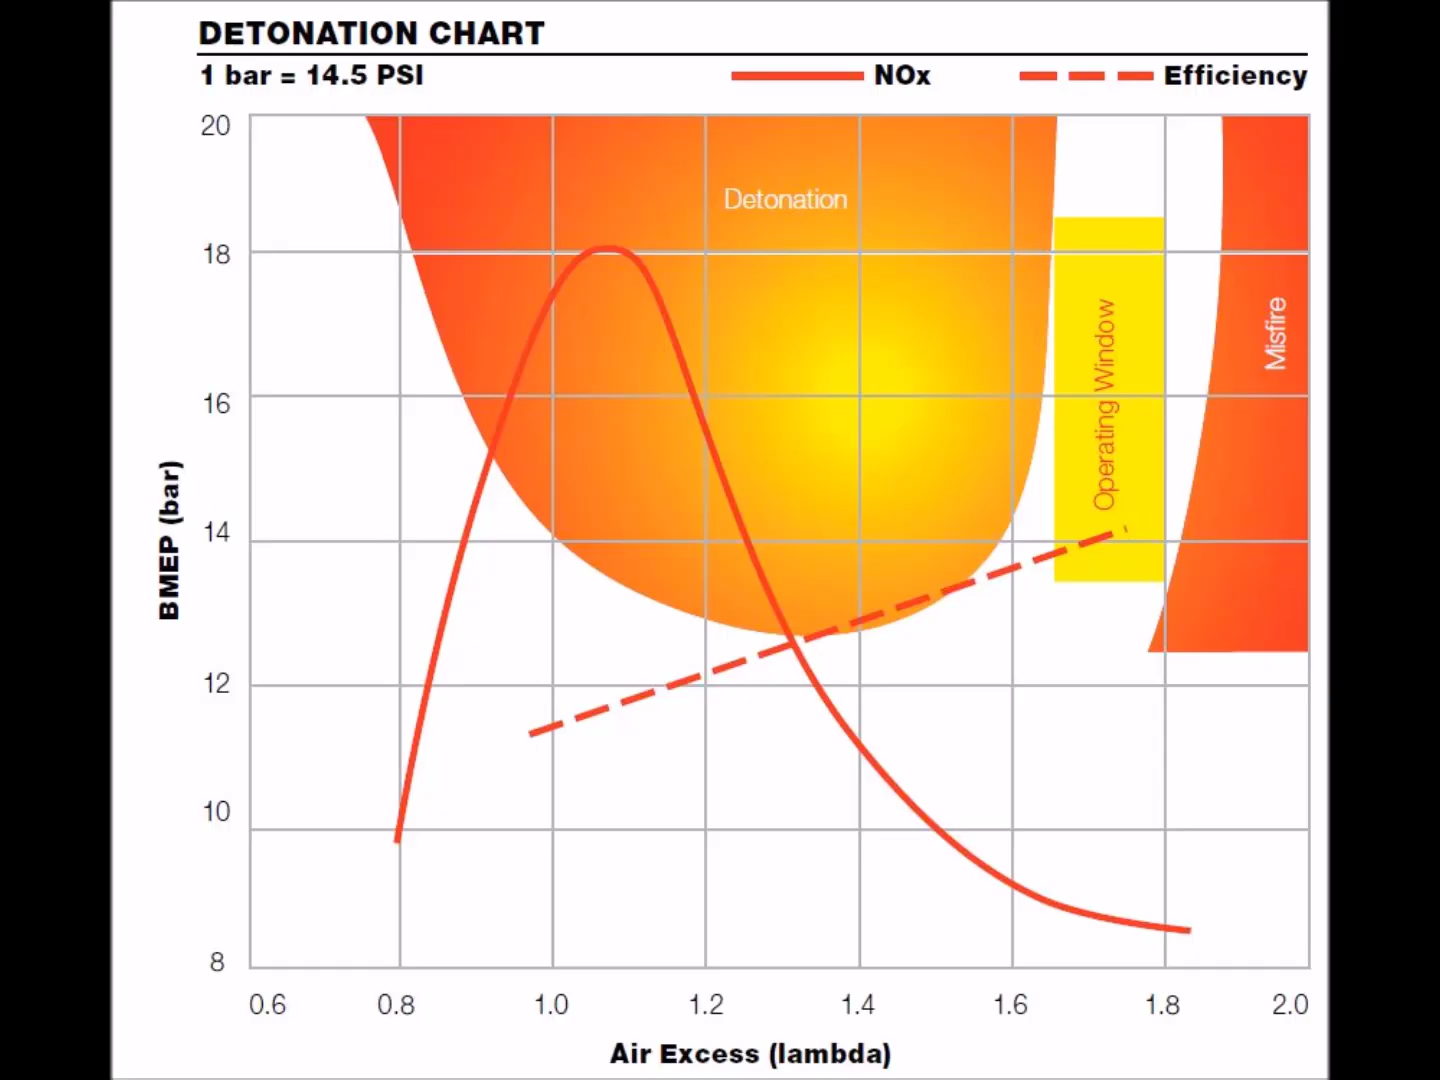 DETONATION CHART
1 bar = 14.5 PSI
NOx
Efficiency
20
18
16
14
12
10
8
BMEP (bar)
Detonation
Operating Window
Misfire
0.6
0.8
1.0
1.2
1.4
1.6
1.8
2.0
Air Excess (lambda)